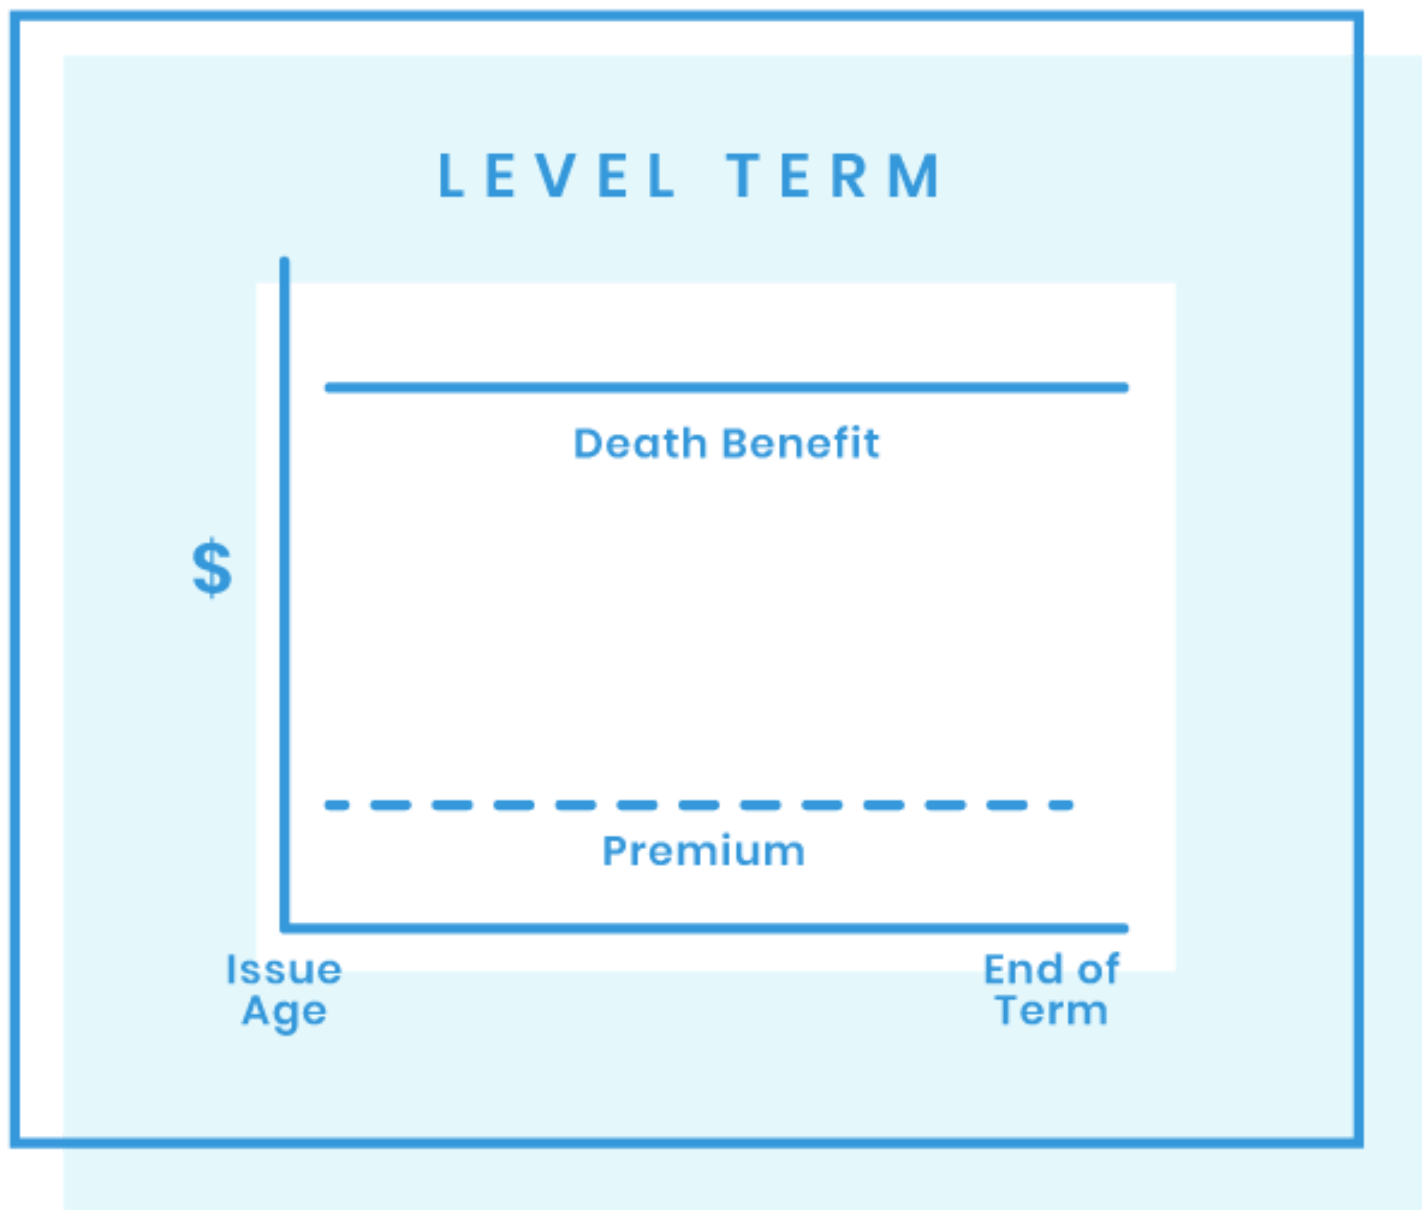 LEVEL TERM
Death Benefit
$
Premium
Issue
Age
End of
Term